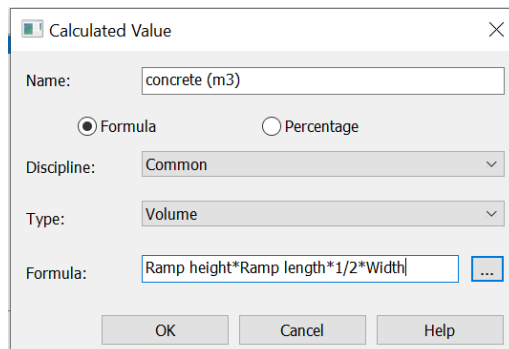 Calculated Value
Name: concrete (m3)
Formula Percentage
Discipline: Common
Type: Volume
Formula: Ramp height*Ramp length*1/2*Width ...
OK Cancel Help